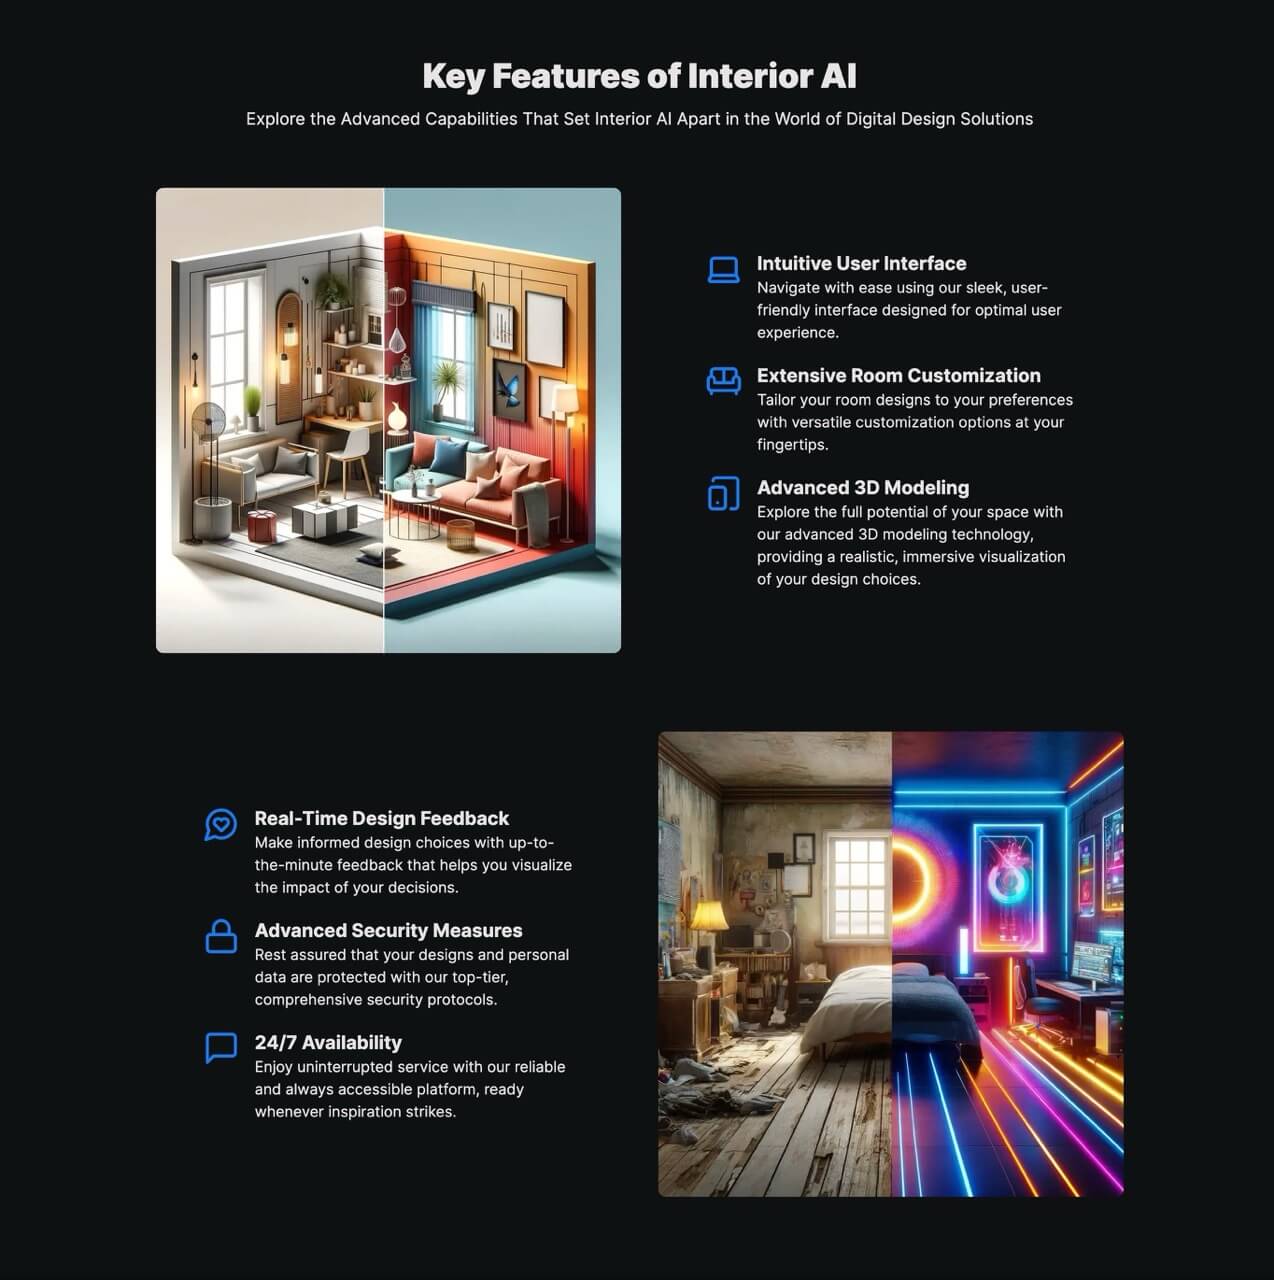 Key Features of Interior AI
Explore the Advanced Capabilities That Set Interior AI Apart in the World of Digital Design Solutions
Intuitive User Interface
Navigate with ease using our sleek, user-
friendly interface designed for optimal user
experience.
Extensive Room Customization
Tailor your room designs to your preferences
with versatile customization options at your
fingertips.
Advanced 3D Modeling
Explore the full potential of your space with
our advanced 3D modeling technology,
providing a realistic, immersive visualization
of your design choices.
Real-Time Design Feedback
Make informed design choices with up-to-
the-minute feedback that helps you visualize
the impact of your decisions.
Advanced Security Measures
Rest assured that your designs and personal
data are protected with our top-tier,
comprehensive security protocols.
24/7 Availability
Enjoy uninterrupted service with our reliable
and always accessible platform, ready
whenever inspiration strikes.